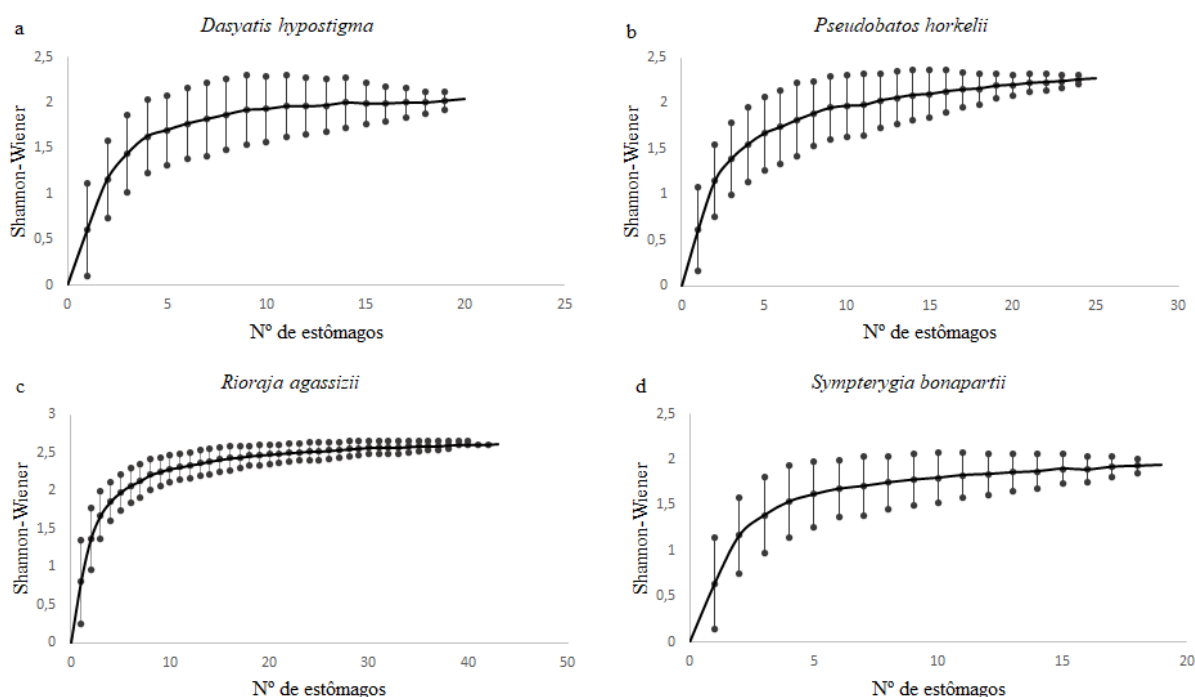 a
Dasyatis hypostigma
Shannon-Wiener
2,5
2
1,5
1
0,5
0
0 5 10 15 20 25
Nº de estômagos
b
Pseudobatos horkelii
Shannon-Wiener
2,5
2
1,5
1
0,5
0
0 5 10 15 20 25 30
Nº de estômagos
c
Rioraja agassizii
Shannon-Wiener
3
2,5
2
1,5
1
0,5
0
0 10 20 30 40 50
Nº de estômagos
d
Sympterygia bonapartii
Shannon-Wiener
2,5
2
1,5
1
0,5
0
0 5 10 15 20
Nº de estômagos